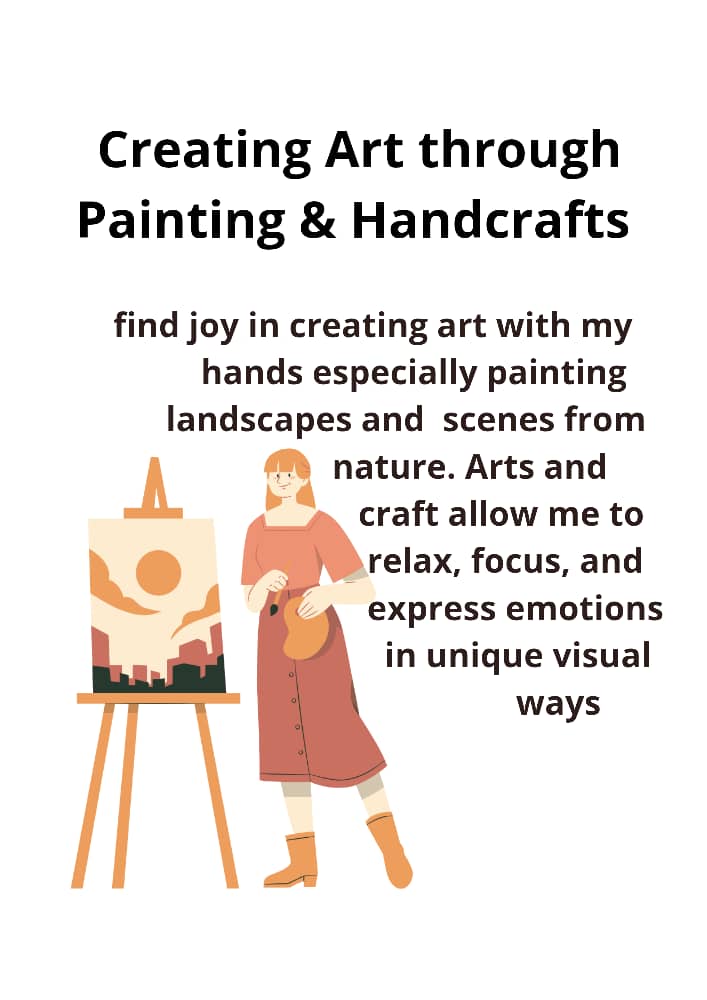 Creating Art through
Painting & Handcrafts
find joy in creating art with my
hands especially painting
landscapes and  scenes from
nature. Arts and
craft allow me to
relax, focus, and
express emotions
in unique visual
ways